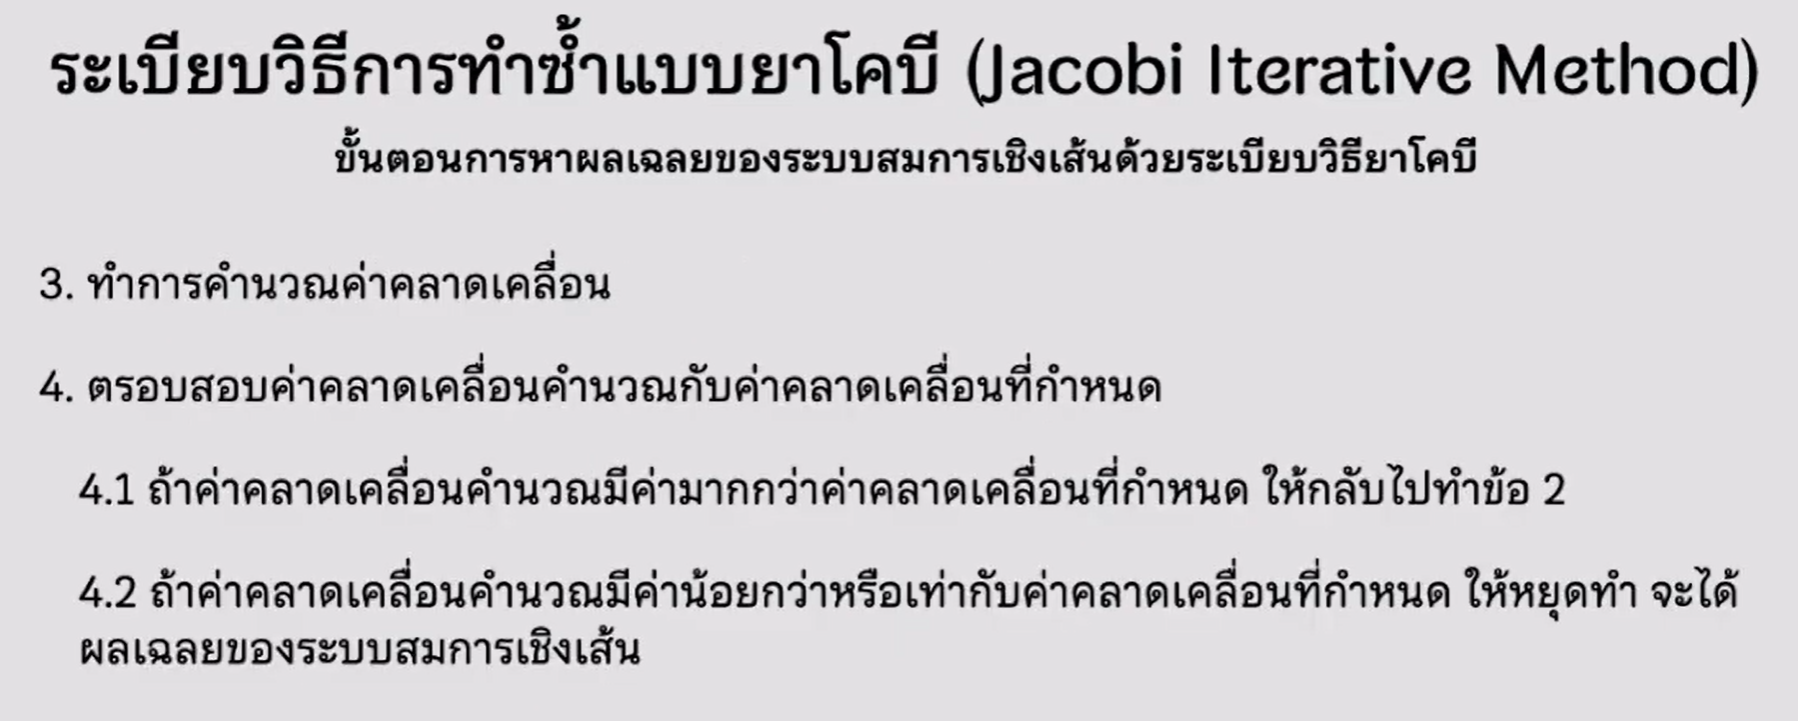 ระเบียบวิธีการทำซ้ำแบบยาโคบี (Jacobi Iterative Method)
ขั้นตอนการหาผลเฉลยของระบบสมการเชิงเส้นด้วยระเบียบวิธียาโคบี
3. ทำการคำนวณค่าคลาดเคลื่อน
4. ตรอบสอบค่าคลาดเคลื่อนคำนวณกับค่าคลาดเคลื่อนที่กำหนด
4.1 ถ้าค่าคลาดเคลื่อนคำนวณมีค่ามากกว่าค่าคลาดเคลื่อนที่กำหนด ให้กลับไปทำข้อ 2
4.2 ถ้าค่าคลาดเคลื่อนคำนวณมีค่าน้อยกว่าหรือเท่ากับค่าคลาดเคลื่อนที่กำหนด ให้หยุดทำ จะได้
ผลเฉลยของระบบสมการเชิงเส้น